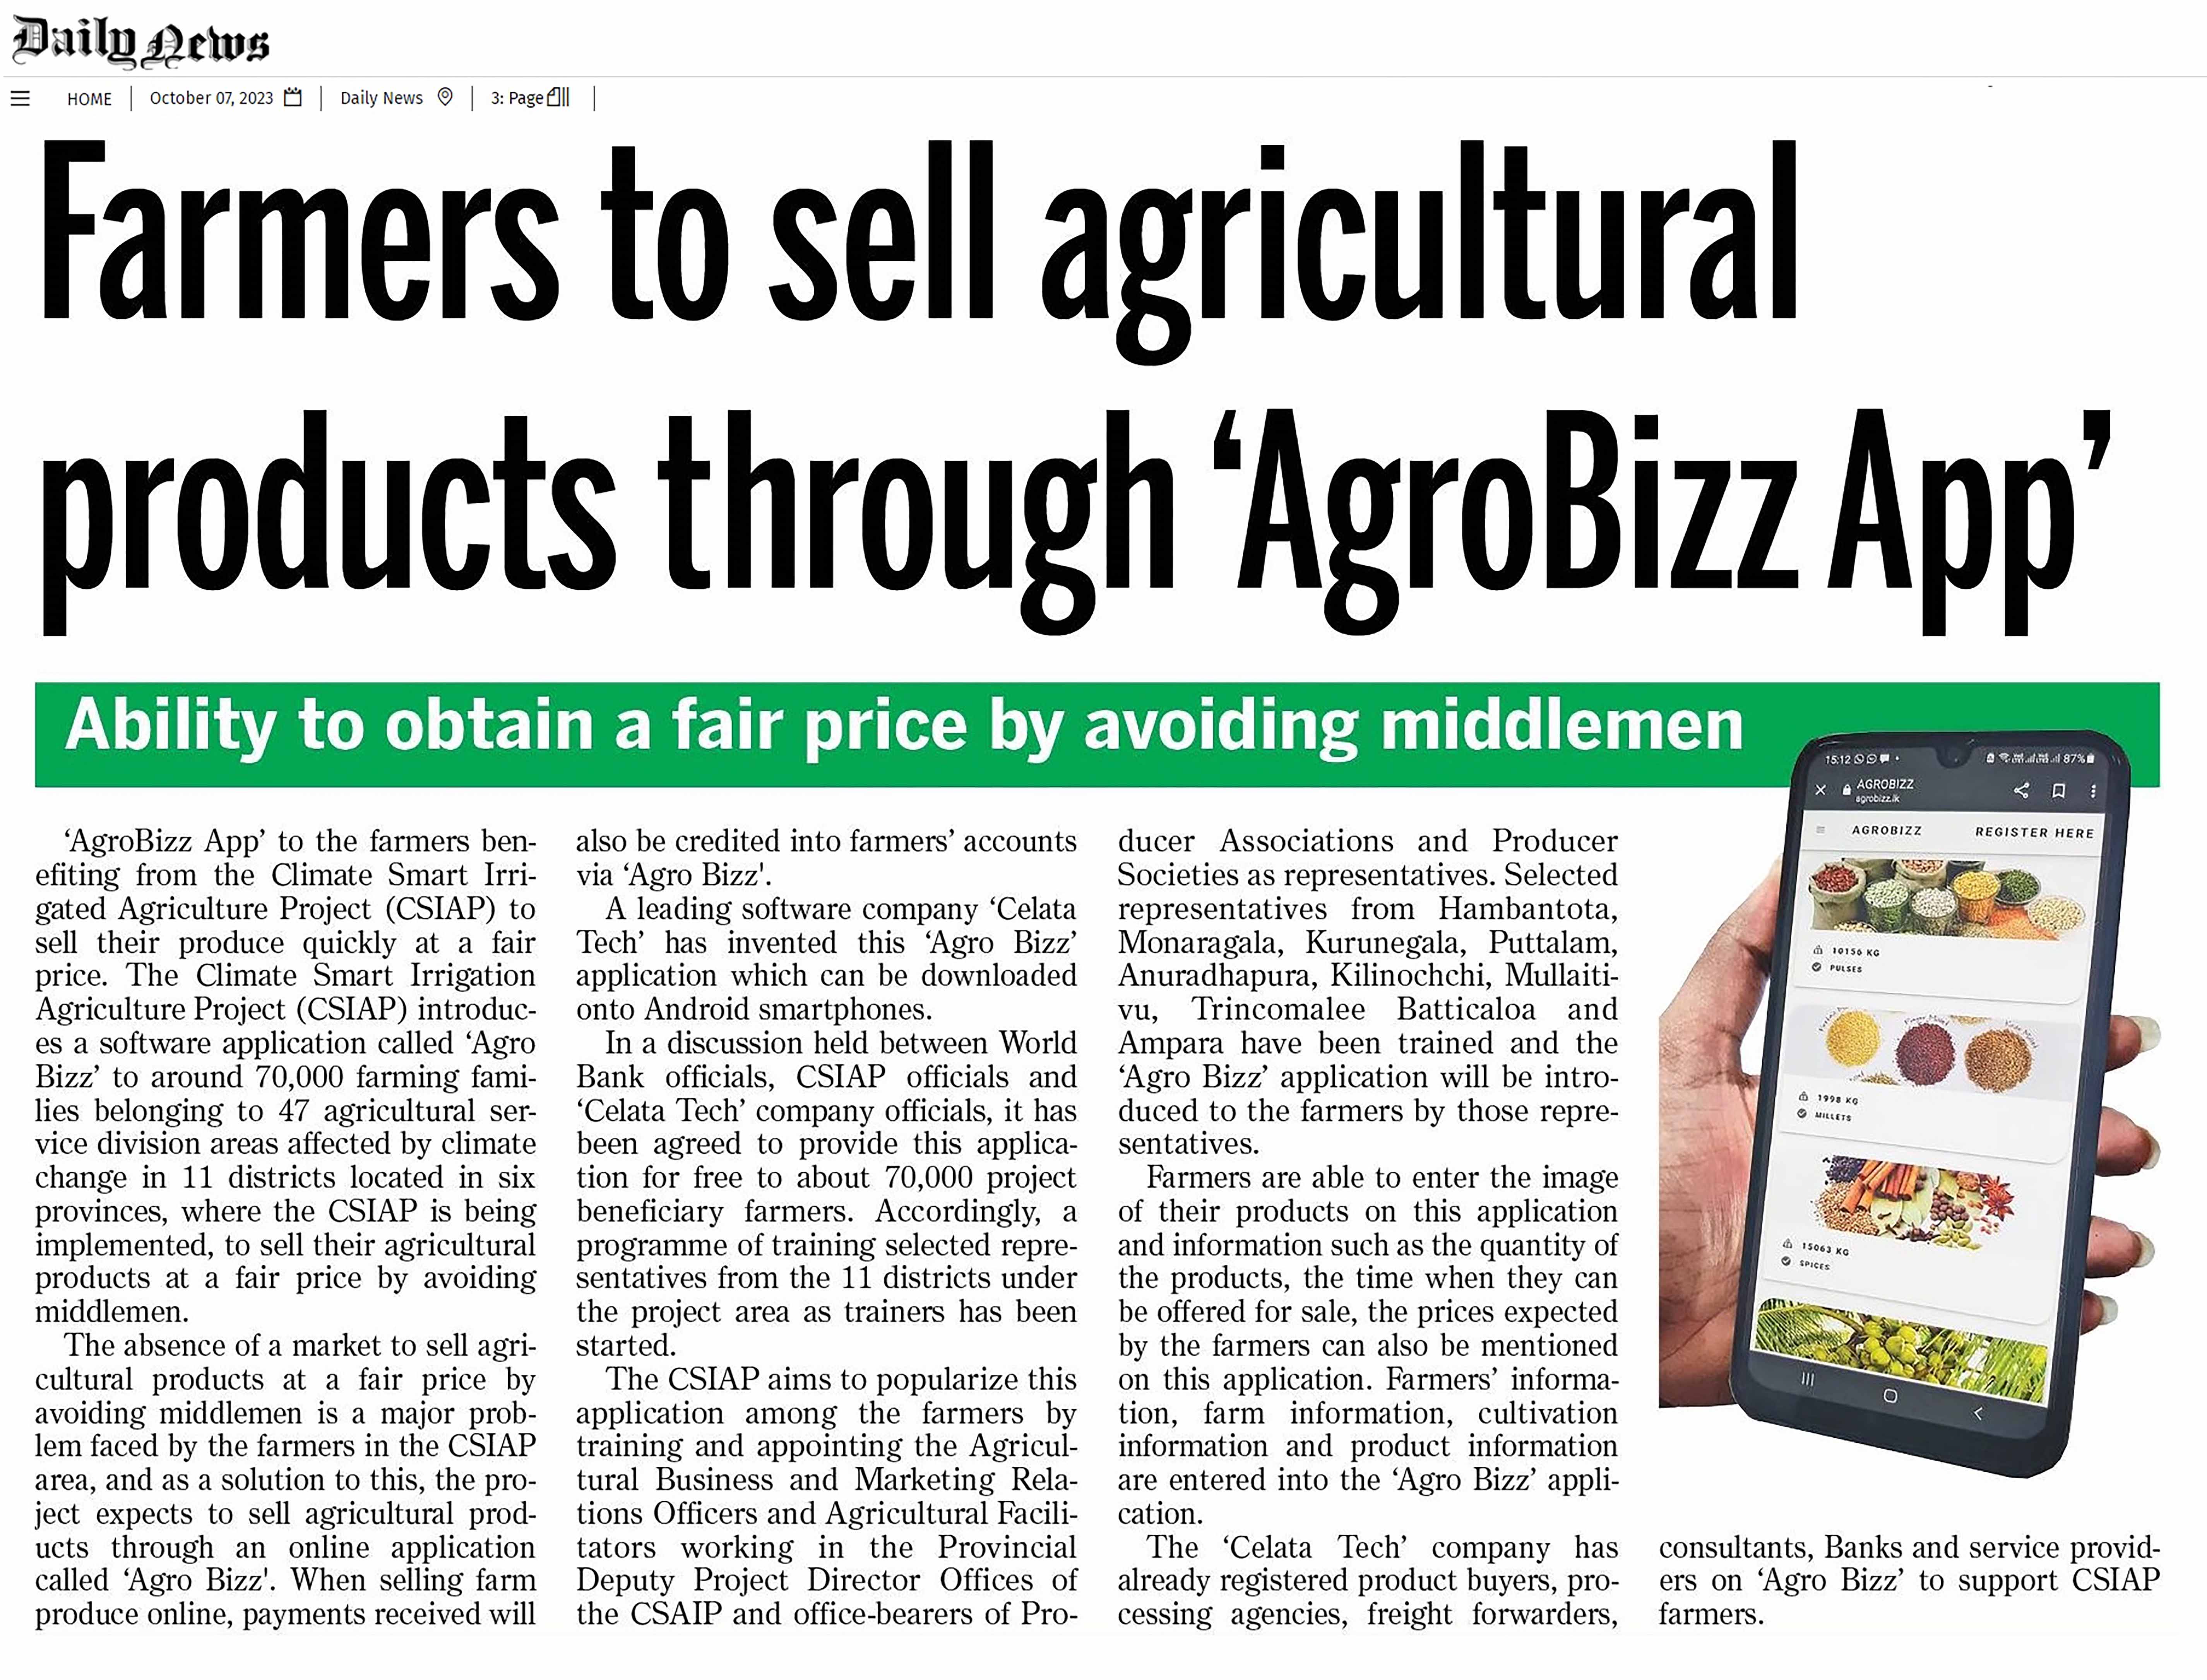 Daily News
HOME
October 07, 2023
Daily News
3: Page
Farmers to sell agricultural
products through ‘AgroBizz App’
Ability to obtain a fair price by avoiding middlemen
‘AgroBizz App’ to the farmers ben-
efiting from the Climate Smart Irri-
gated Agriculture Project (CSIAP) to
sell their produce quickly at a fair
price. The Climate Smart Irrigation
Agriculture Project (CSIAP) introduc-
es a software application called ‘Agro
Bizz’ to around 70,000 farming fami-
lies belonging to 47 agricultural ser-
vice division areas affected by climate
change in 11 districts located in six
provinces, where the CSIAP is being
implemented, to sell their agricultural
products at a fair price by avoiding
middlemen.
The absence of a market to sell agri-
cultural products at a fair price by
avoiding middlemen is a major prob-
lem faced by the farmers in the CSIAP
area, and as a solution to this, the pro-
ject expects to sell agricultural prod-
ucts through an online application
called ‘Agro Bizz'. When selling farm
produce online, payments received will
also be credited into farmers’ accounts
via ‘Agro Bizz'.
A leading software company ‘Celata
Tech’ has invented this ‘Agro Bizz’
application which can be downloaded
onto Android smartphones.
In a discussion held between World
Bank officials, CSIAP officials and
‘Celata Tech’ company officials, it has
been agreed to provide this applica-
tion for free to about 70,000 project
beneficiary farmers. Accordingly, a
programme of training selected repre-
sentatives from the 11 districts under
the project area as trainers has been
started.
The CSIAP aims to popularize this
application among the farmers by
training and appointing the Agricul-
tural Business and Marketing Rela-
tions Officers and Agricultural Facili-
tators working in the Provincial
Deputy Project Director Offices of
the CSAIP and office-bearers of Pro-
ducer Associations and Producer
Societies as representatives. Selected
representatives from Hambantota,
Monaragala, Kurunegala, Puttalam,
Anuradhapura, Kilinochchi, Mullaiti-
vu, Trincomalee Batticaloa and
Ampara have been trained and the
‘Agro Bizz’ application will be intro-
duced to the farmers by those repre-
sentatives.
Farmers are able to enter the image
of their products on this application
and information such as the quantity of
the products, the time when they can
be offered for sale, the prices expected
by the farmers can also be mentioned
on this application. Farmers’ informa-
tion, farm information, cultivation
information and product information
are entered into the ‘Agro Bizz’ appli-
cation.
The ‘Celata Tech’ company has
already registered product buyers, pro-
cessing agencies, freight forwarders,
consultants, Banks and service provid-
ers on ‘Agro Bizz’ to support CSIAP
farmers.
15:12
87%
AGROBIZZ
agrobizz.lk
AGROBIZZ REGISTER HERE
10156 KG
PULSES
1998 KG
MILLETS
15063 KG
SPICES